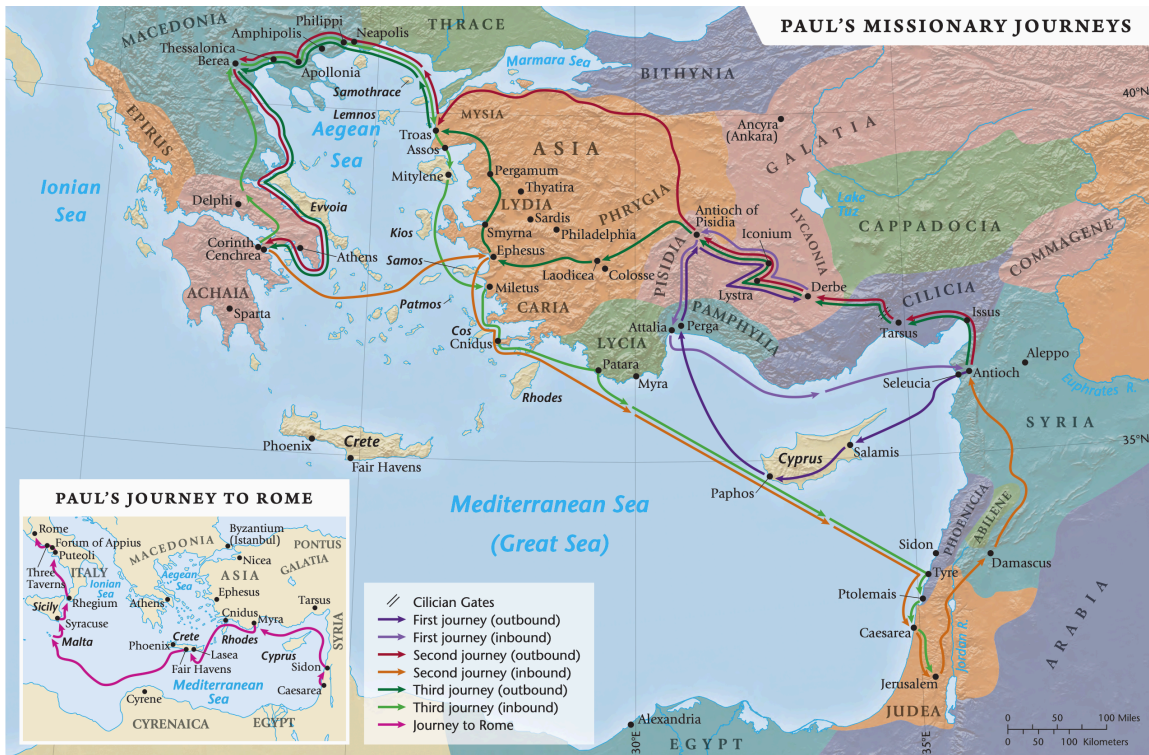 PAUL'S MISSIONARY JOURNEYS
MACEDONIA
Philippi
Amphipolis
Neapolis
THRACE
Thessalonica
Berea
Apollonia
Marmara Sea
BITHYNIA
40°N
Samothrace
Lemnos
MYSIA
EPIRUS
Aegean
Sea
Troas
Assos
ASIA
Ancyra
(Ankara)
GALATIA
Ionian
Sea
Mitylene
Pergamum
Thyatira
LYDIA
Sardis
PHRYGIA
Philadelphia
Lake
Tuz
CAPPADOCIA
Delphi
Evvoia
Kios
Smyrna
Antioch of
Pisidia
LYCAONIA
Iconium
COMMAGENE
Corinth
Cenchrea
Athens
Samos
Ephesus
Laodicea
Colosse
PISIDIA
Lystra
Derbe
CILICIA
ACHAIA
Sparta
Patmos
Miletus
CARIA
PAMPHYLIA
Tarsus
Issus
Cos
Cnidus
Attalia
Perga
LYCIA
Patara
Myra
Aleppo
Seleucia
Antioch
Euphrates R.
Rhodes
SYRIA
35°N
Phoenix
Crete
Fair Havens
Cyprus
Salamis
Paphos
Mediterranean Sea
(Great Sea)
PHOENICIA
ABILENE
Sidon
Damascus
Tyre
Ptolemais
Caesarea
Jordan R.
ARABIA
Jerusalem
JUDEA
Alexandria
EGYPT
30°E
35°E
0 50 100 Miles
0 50 100 Kilometers
PAUL'S JOURNEY TO ROME
Rome
Forum of Appius
Puteoli
Three
Taverns
ITALY
MACEDONIA
Byzantium
(Istanbul)
PONTUS
Nicea
GALATIA
Ionian
Sea
Aegean
Sea
ASIA
Ephesus
Sicily
Rhegium
Athens
Tarsus
Syracuse
Cnidus
Myra
Malta
Crete
Rhodes
Phoenix
Lasea
Cyprus
SYRIA
Fair Havens
Sidon
Mediterranean
Sea
Caesarea
Cyrene
CYRENAICA
EGYPT
Cilician Gates
First journey (outbound)
First journey (inbound)
Second journey (outbound)
Second journey (inbound)
Third journey (outbound)
Third journey (inbound)
Journey to Rome